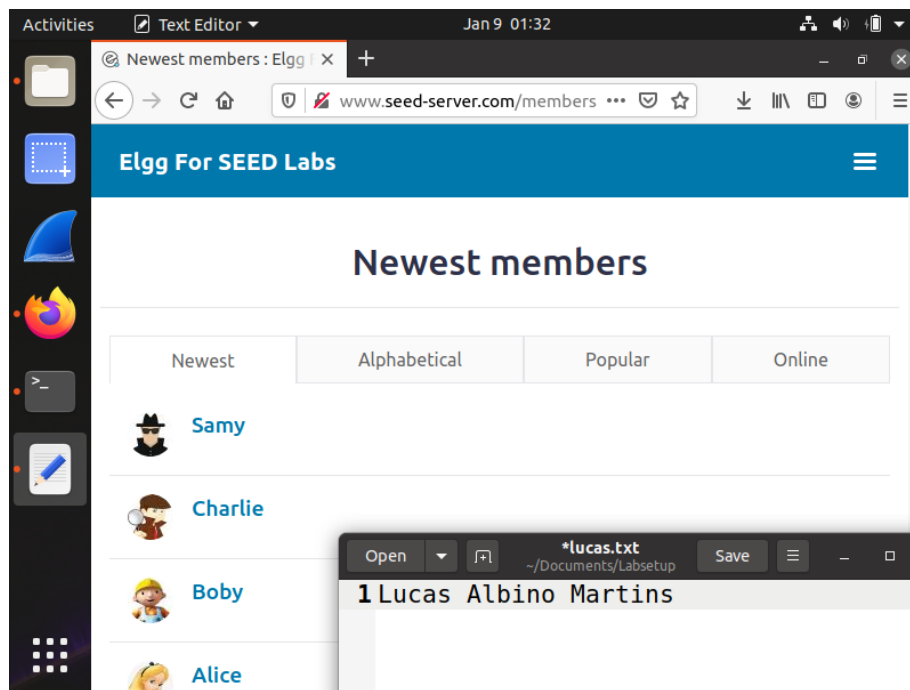 Activities Text Editor Jan 9 01:32
Newest members : Elgg
www.seed-server.com/members
Elgg For SEED Labs
Newest members
Newest Alphabetical Popular Online
Samy
Charlie
Boby
Alice
Open *lucas.txt Save
~/Documents/Labsetup
1 Lucas Albino Martins